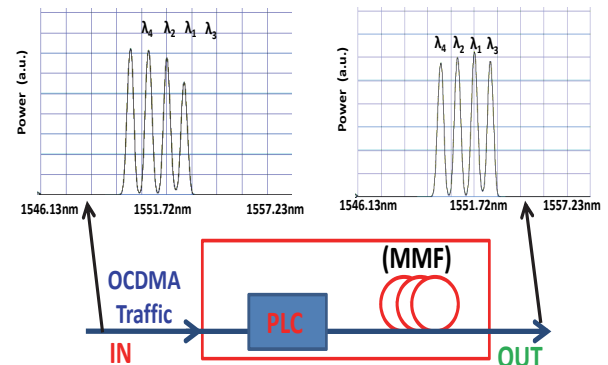 λ4 λ2 λ1 λ3
Power (a.u.)
1546.13nm 1551.72nm 1557.23nm
λ4 λ2 λ1 λ3
Power (a.u.)
1546.13nm 1551.72nm 1557.23nm
OCDMA
Traffic
IN
PLC
(MMF)
OUT